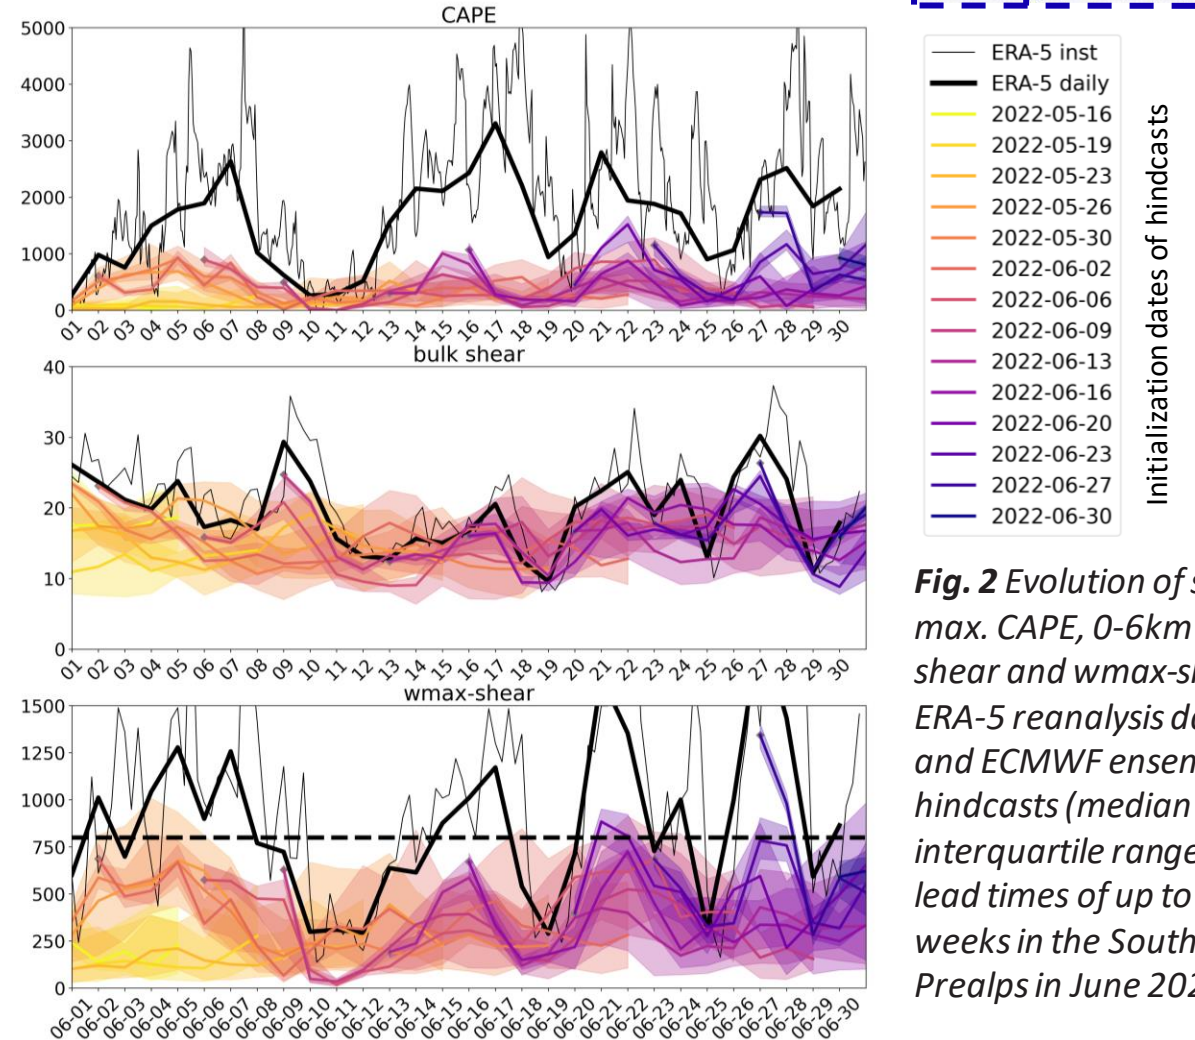 CAPE
5000
4000
3000
2000
1000
0
01 02 03 04 05 06 07 08 09 10 11 12 13 14 15 16 17 18 19 20 21 22 23 24 25 26 27 28 29 30
bulk shear
40
30
20
10
0
01 02 03 04 05 06 07 08 09 10 11 12 13 14 15 16 17 18 19 20 21 22 23 24 25 26 27 28 29 30
wmax-shear
1500
1250
1000
750
500
250
0
06-01 06-02 06-03 06-04 06-05 06-06 06-07 06-08 06-09 06-10 06-11 06-12 06-13 06-14 06-15 06-16 06-17 06-18 06-19 06-20 06-21 06-22 06-23 06-24 06-25 06-26 06-27 06-28 06-29 06-30
ERA-5 inst
ERA-5 daily
2022-05-16
2022-05-19
2022-05-23
2022-05-26
2022-05-30
2022-06-02
2022-06-06
2022-06-09
2022-06-13
2022-06-16
2022-06-20
2022-06-23
2022-06-27
2022-06-30
Initialization dates of hindcasts
Fig. 2 Evolution of
max. CAPE, 0-6km
shear and
ERA-5 reanalysis
and ECMWF
hindcasts (median
interquartile range
lead times of up to
weeks in the South
Prealps in June